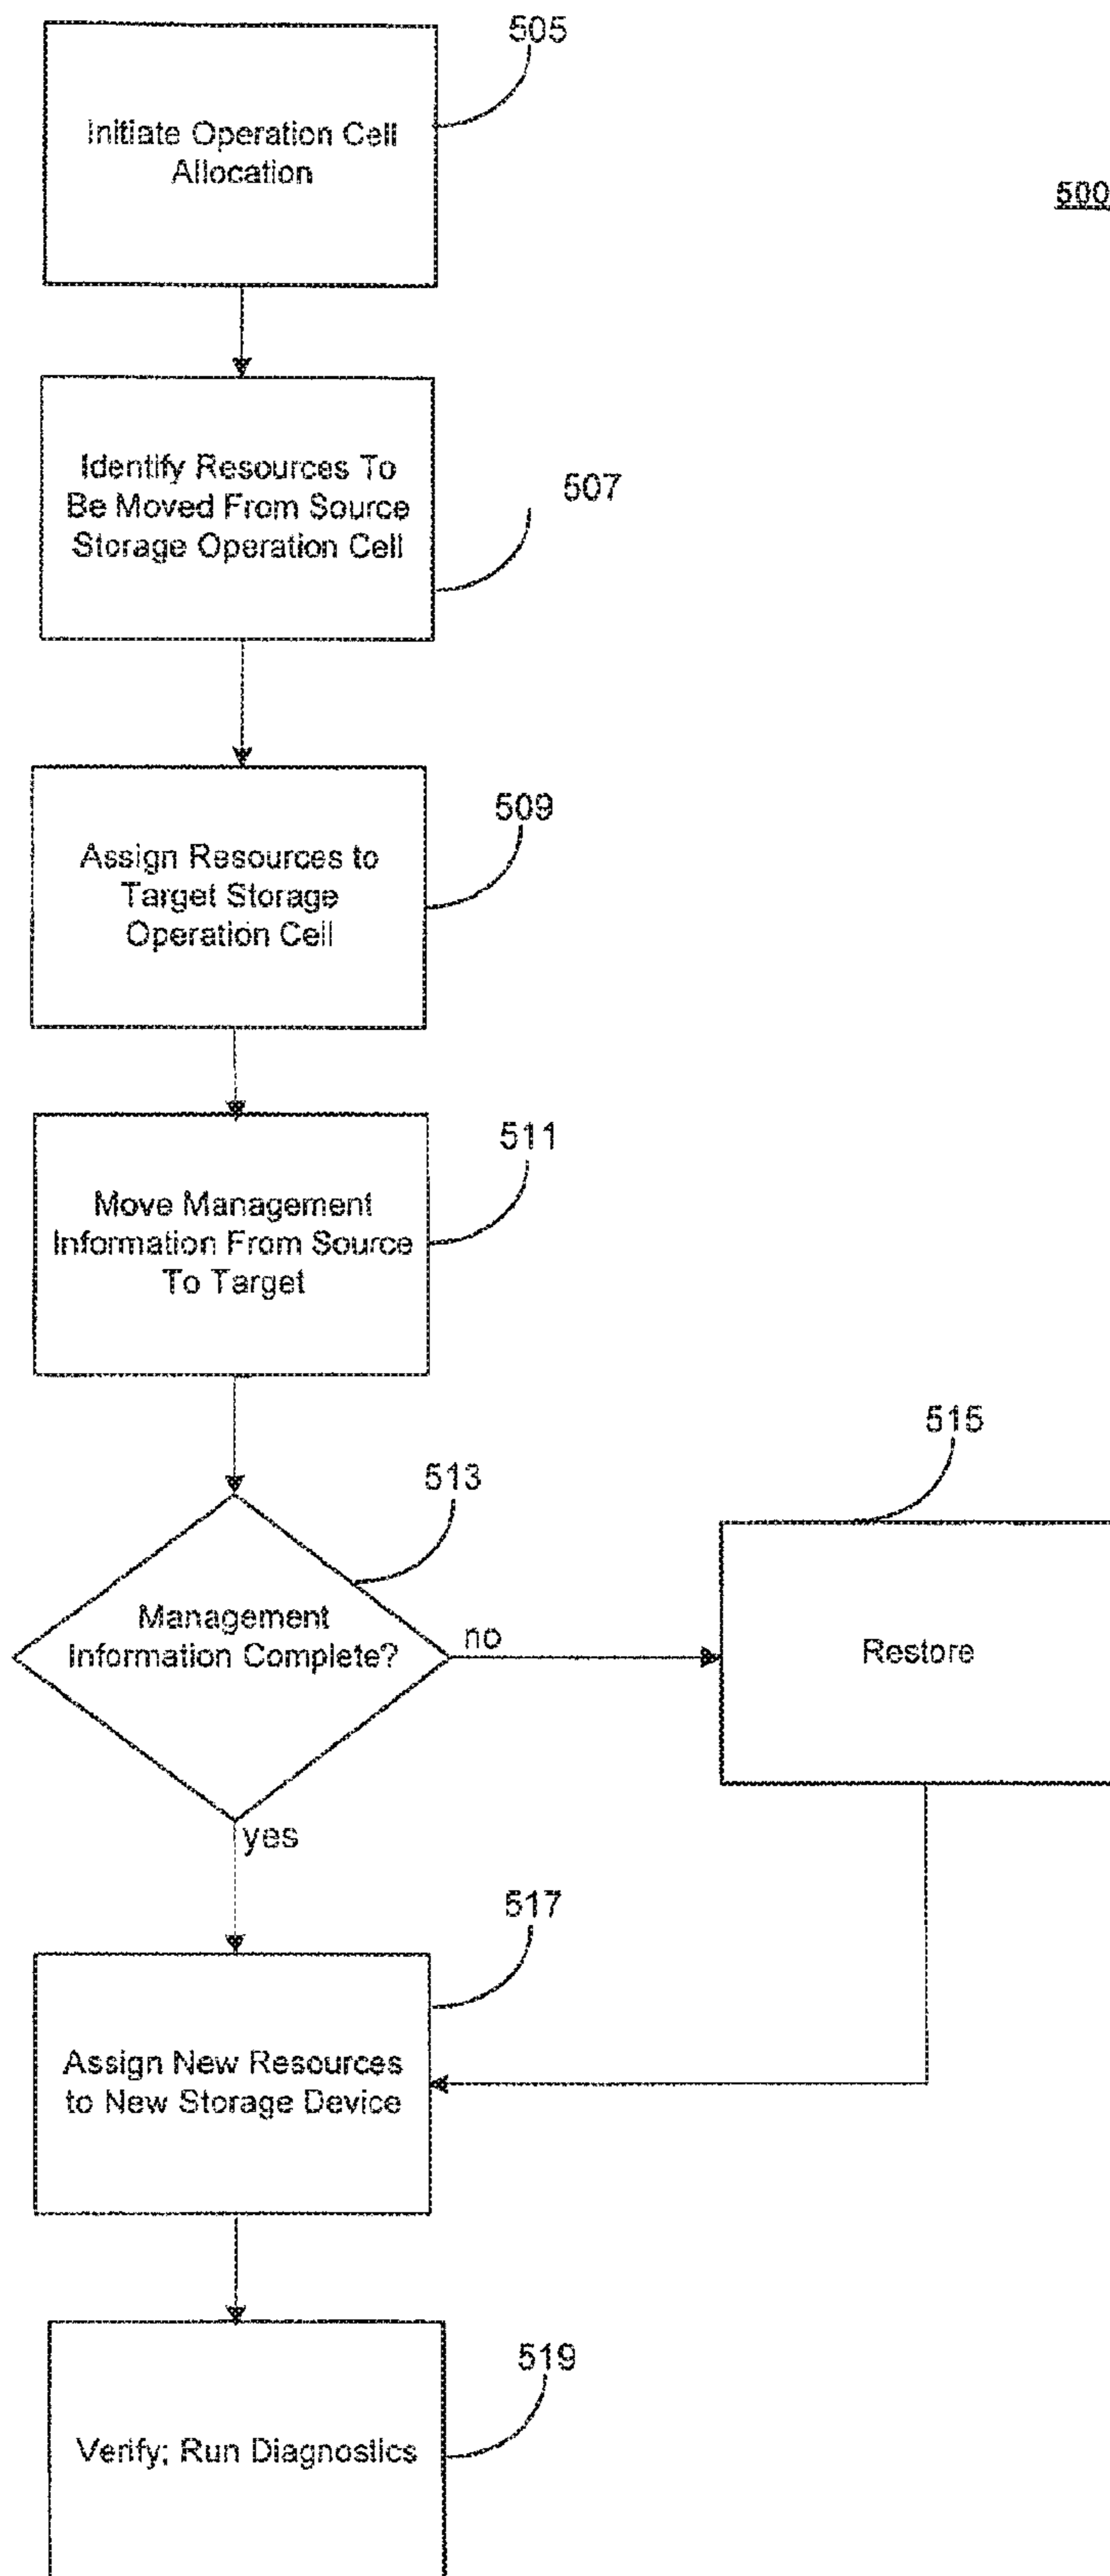 505
Initiate Operation Cell
Allocation
500
Identify Resources To
Be Moved From Source
Storage Operation Cell
507
509
Assign Resources to
Target Storage
Operation Cell
511
Move Management
Information From Source
To Target
515
513
Management
Information Complete?
no
Restore
yes
517
Assign New Resources
to New Storage Device
519
Verify; Run Diagnostics